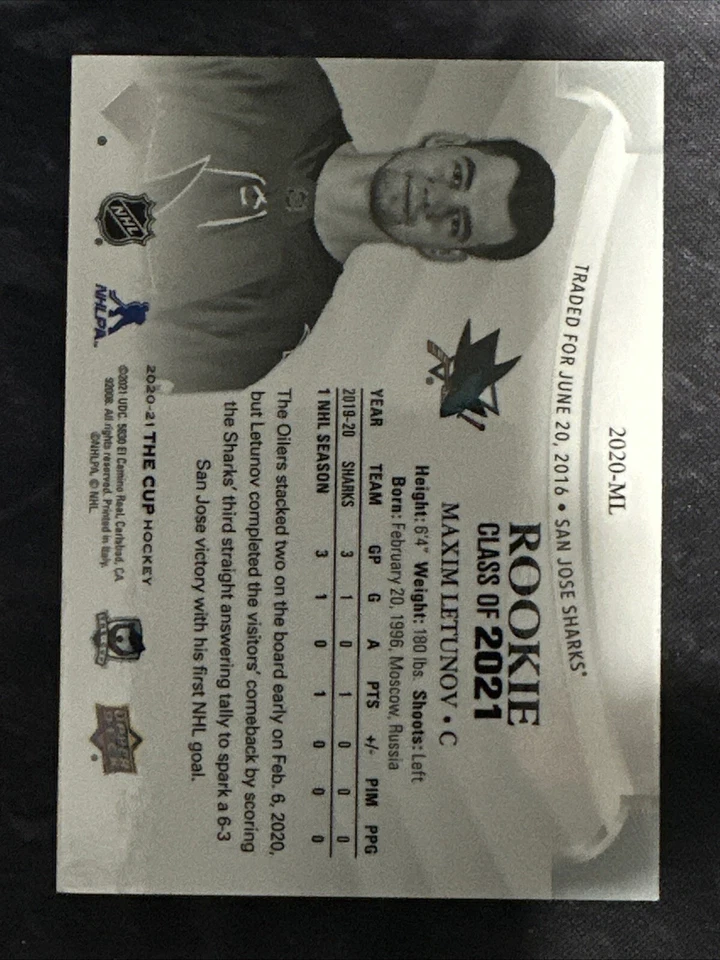 2020-ML
TRADED FOR JUNE 20, 2016 • SAN JOSE SHARKS®
ROOKIE
CLASS OF 2021
MAXIM LETUNOV • C
Height: 6'4" Weight: 180 lbs. Shoots: Left
Born: February 20, 1996, Moscow, Russia
YEAR TEAM GP G A PTS +/- PIM PPG
2019-20 SHARKS 3 1 0 1 0 0 0
1 NHL SEASON 3 1 0 1 0 0 0
The Oilers stacked two on the board early on Feb. 6, 2020,
but Letunov completed the visitors' comeback by scoring
the Sharks' third straight answering tally to spark a 6-3
San Jose victory with his first NHL goal.
2020-21 THE CUP HOCKEY
©2021 UDC. 5830 El Camino Real, Carlsbad, CA
92008. All rights reserved. Printed in Italy.
©NHLPA. © NHL
NHL
NHLPA
UPPER DECK